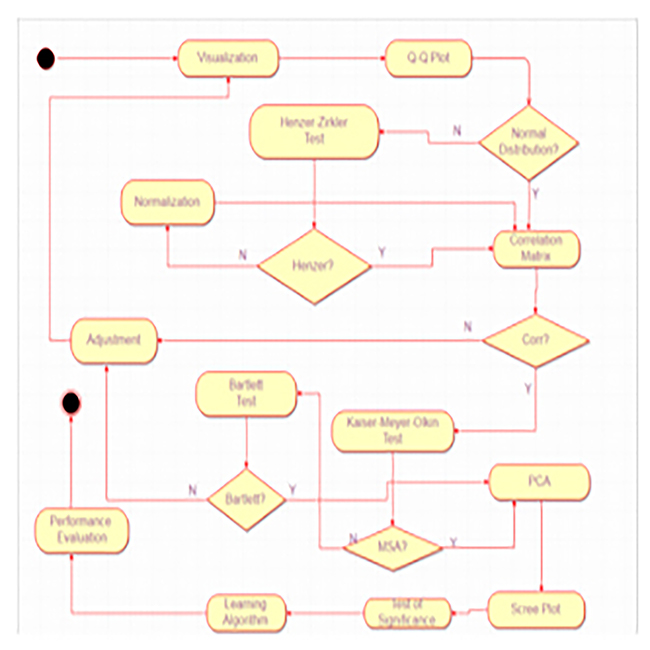 Visualization
Q-Q Plot
Henzer-Zirkler
Test
N
Normal
Distribution?
Y
Normalization
Correlation
Matrix
N
Henzer?
Y
N
Adjustment
Corr?
Y
Bartlett
Test
Kaiser-Meyer-Olkin
Test
N
Bartlett?
Y
PCA
Performance
Evaluation
N
MSA?
Y
Learning
Algorithm
Test of
Significance
Scree Plot